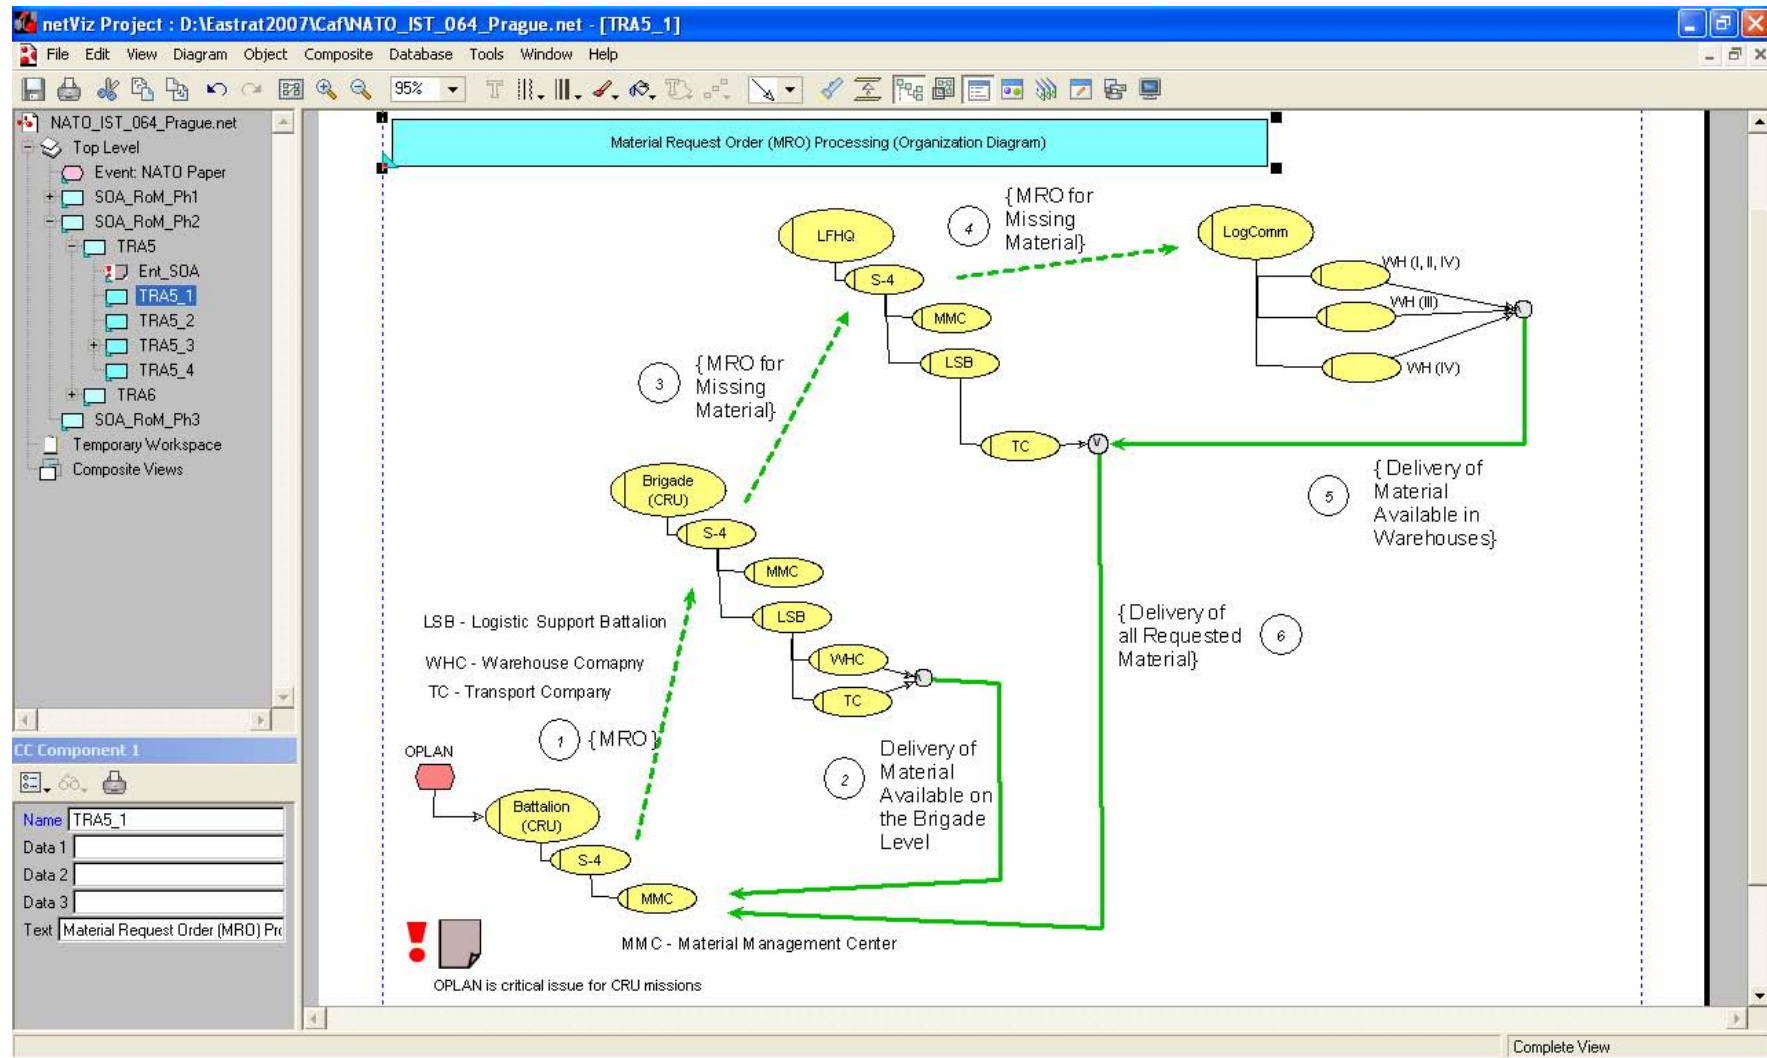 netViz Project : D:\Eastrat2007\Caf\NATO_IST_064_Prague.net - [TRA5_1]
File Edit View Diagram Object Composite Database Tools Window Help
95%
NATO_IST_064_Prague.net
Top Level
Event: NATO Paper
SOA_RoM_Ph1
SOA_RoM_Ph2
TRA5
Ent_SOA
TRA5_1
TRA5_2
TRA5_3
TRA5_4
TRA6
SOA_RoM_Ph3
Temporary Workspace
Composite Views
CC Component 1
Name TRA5_1
Data 1
Data 2
Data 3
Text Material Request Order (MRO) Pro
Material Request Order (MRO) Processing (Organization Diagram)
LFHQ
S-4
MMC
LSB
TC
V
4
{MRO for
Missing
Material}
LogComm
WH (I, II, IV)
WH (III)
WH (IV)
3
{MRO for
Missing
Material}
5
{Delivery of
Material
Available in
Warehouses}
Brigade
(CRU)
S-4
MMC
LSB
WHC
TC
LSB - Logistic Support Battalion
WHC - Warehouse Comapny
TC - Transport Company
{Delivery of
all Requested
Material}
6
1
{MRO}
2
Delivery of
Material
Available on
the Brigade
Level
OPLAN
Battalion
(CRU)
S-4
MMC
MMC - Material Management Center
OPLAN is critical issue for CRU missions
Complete View